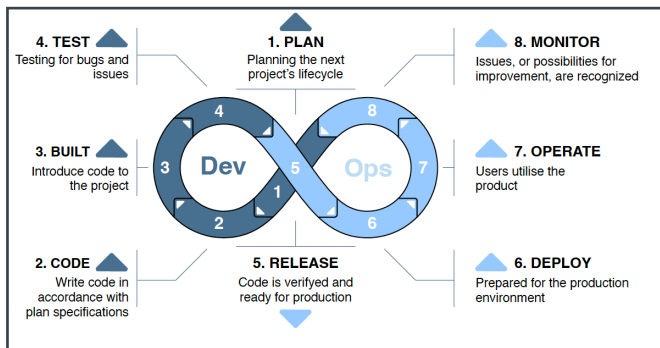 4. TEST
Testing for bugs and
issues
1. PLAN
Planning the next
project's lifecycle
8. MONITOR
Issues, or possibilities for
improvement, are recognized
3. BUILT
Introduce code to
the project
4
3
2
1
Dev
5
Ops
8
7
6
7. OPERATE
Users utilise the
product
2. CODE
Write code in
accordance with
plan specifications
5. RELEASE
Code is verifyed and
ready for production
6. DEPLOY
Prepared for the production
environment